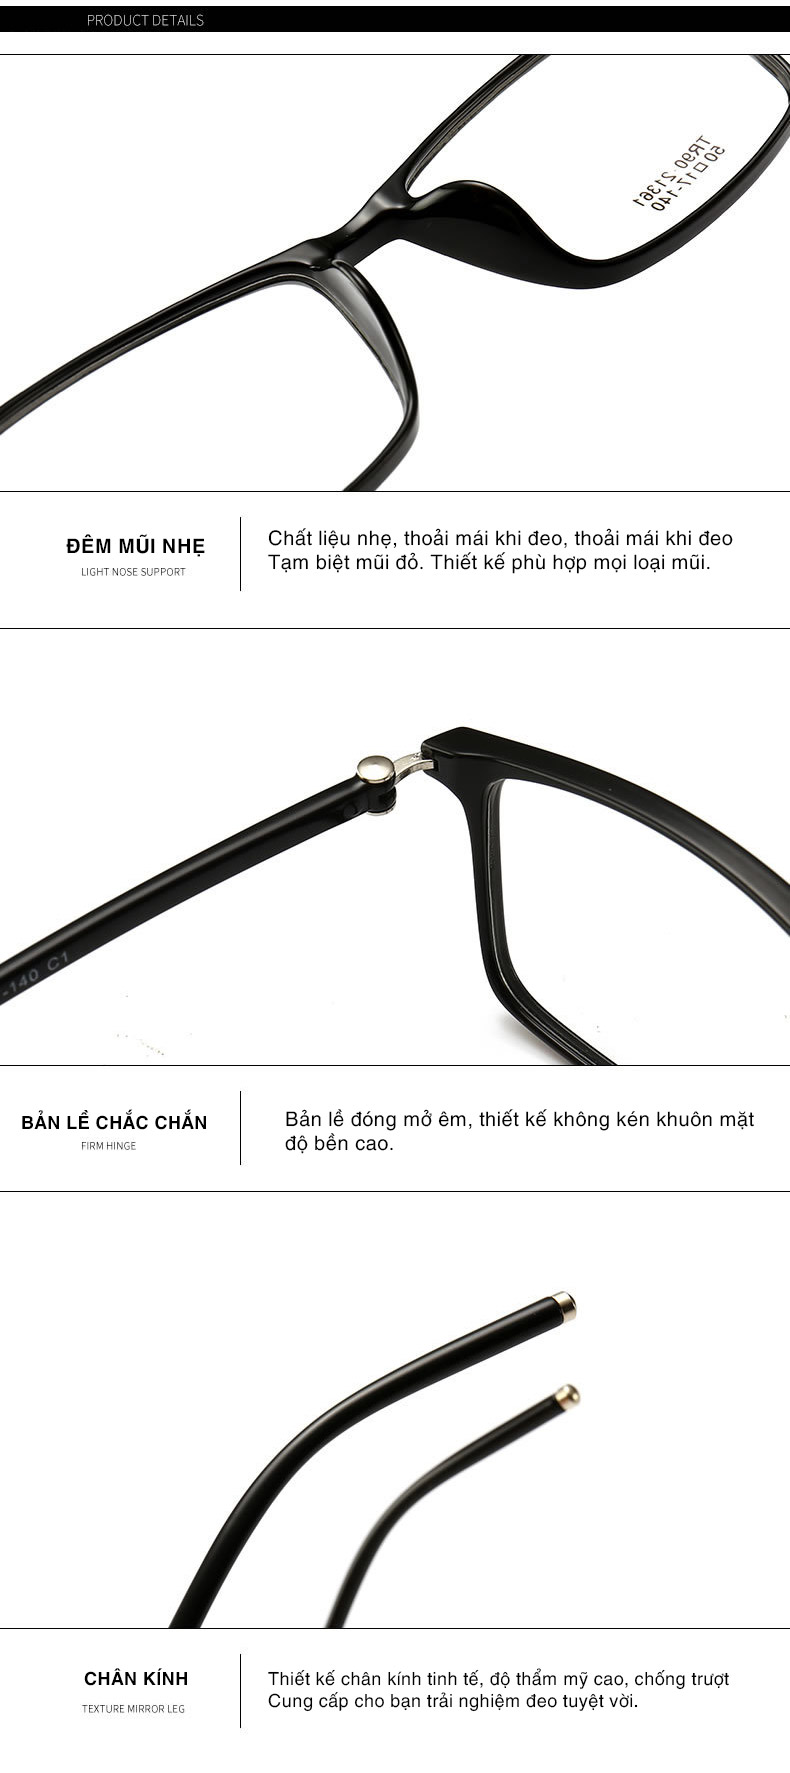 PRODUCT DETAILS
TR90 21361
50□17-140
ĐÊM MŨI NHẸ
LIGHT NOSE SUPPORT
Chất liệu nhẹ, thoải mái khi đeo, thoải mái khi đeo
Tạm biệt mũi đỏ. Thiết kế phù hợp mọi loại mũi.
-140 C1
BẢN LỀ CHẮC CHẮN
FIRM HINGE
Bản lề đóng mở êm, thiết kế không kén khuôn mặt
độ bền cao.
CHÂN KÍNH
TEXTURE MIRROR LEG
Thiết kế chân kính tinh tế, độ thẩm mỹ cao, chống trượt
Cung cấp cho bạn trải nghiệm đeo tuyệt vời.